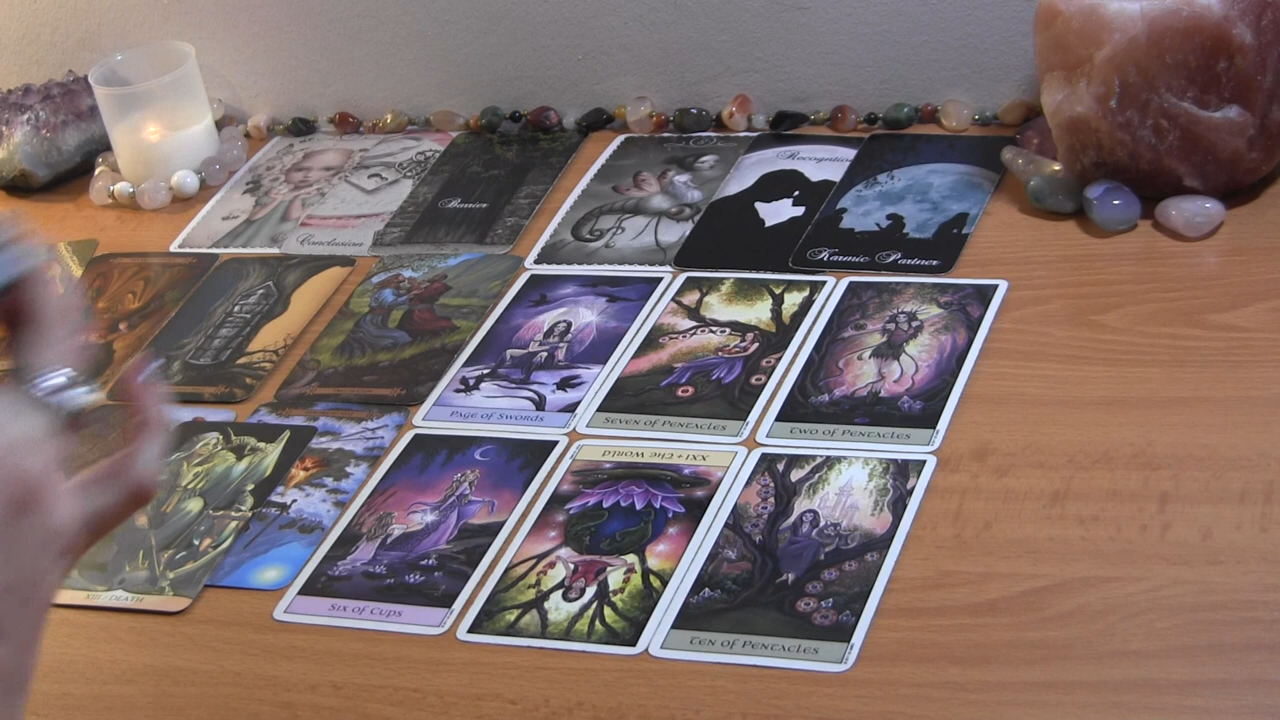 Conclusion
Barrier
Recognition
Karmic Partner
Page of Swords
Seven of Pentacles
Two of Pentacles
XIII / DEATH
Six of Cups
XXI + The World
Ten of Pentacles